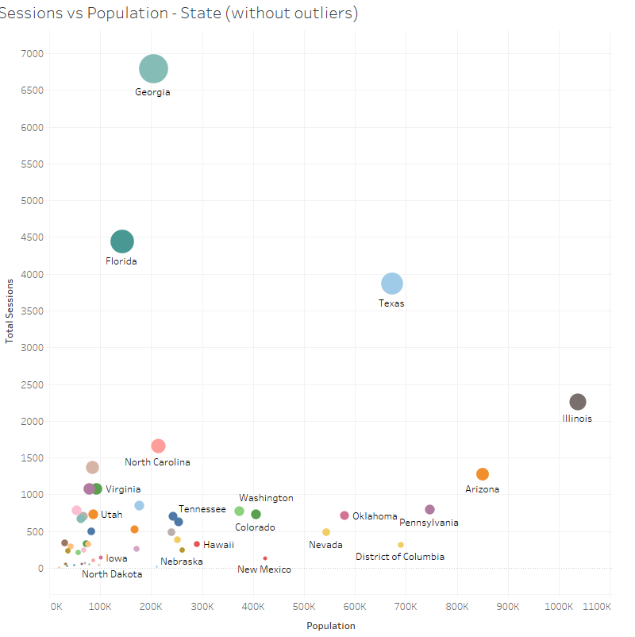 Sessions vs Population - State (without outliers)
7000
6500
6000
5500
5000
4500
4000
3500
3000
2500
2000
1500
1000
500
0
Total Sessions
Georgia
Florida
Texas
Illinois
North Carolina
Arizona
Virginia
Washington
Utah
Tennessee
Colorado
Oklahoma
Pennsylvania
Hawaii
Nevada
Iowa
Nebraska
District of Columbia
North Dakota
New Mexico
0K 100K 200K 300K 400K 500K 600K 700K 800K 900K 1000K 1100K
Population